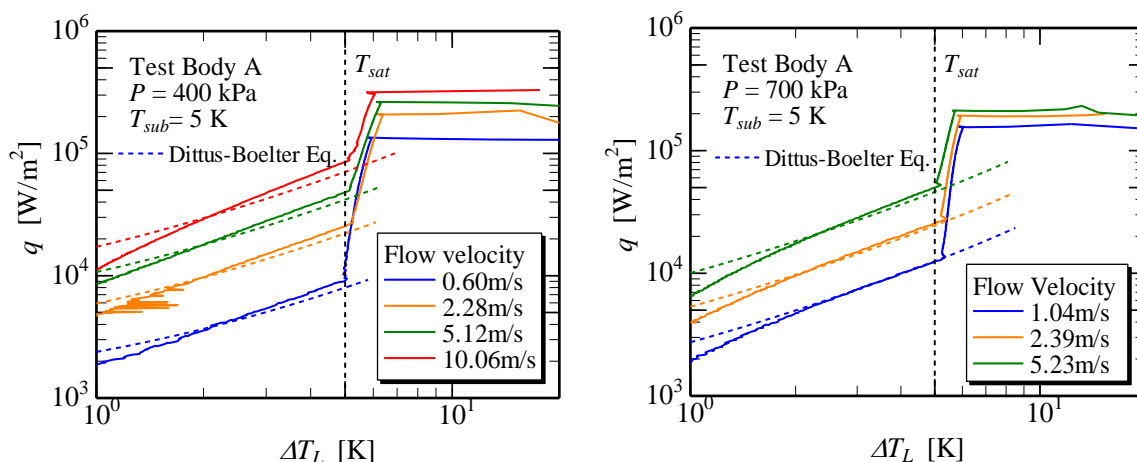 10^6
10^5
10^4
10^3
q [W/m^2]
Test Body A
P = 400 kPa
T_sub= 5 K
Dittus-Boelter Eq.
T_sat
Flow velocity
0.60m/s
2.28m/s
5.12m/s
10.06m/s
10^0
10^1
ΔT_L [K]
10^6
10^5
10^4
10^3
q [W/m^2]
Test Body A
P = 700 kPa
T_sub = 5 K
Dittus-Boelter Eq.
T_sat
Flow Velocity
1.04m/s
2.39m/s
5.23m/s
10^0
10^1
ΔT_L [K]